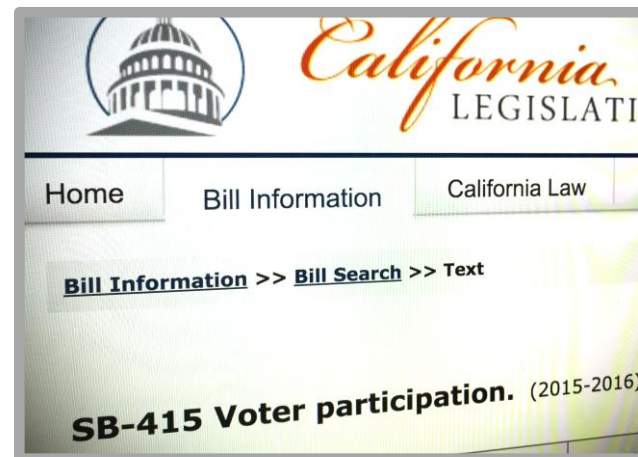 California
LEGISLATI
Home
Bill Information
California Law
Bill Information >> Bill Search >> Text
SB-415 Voter participation. (2015-2016)